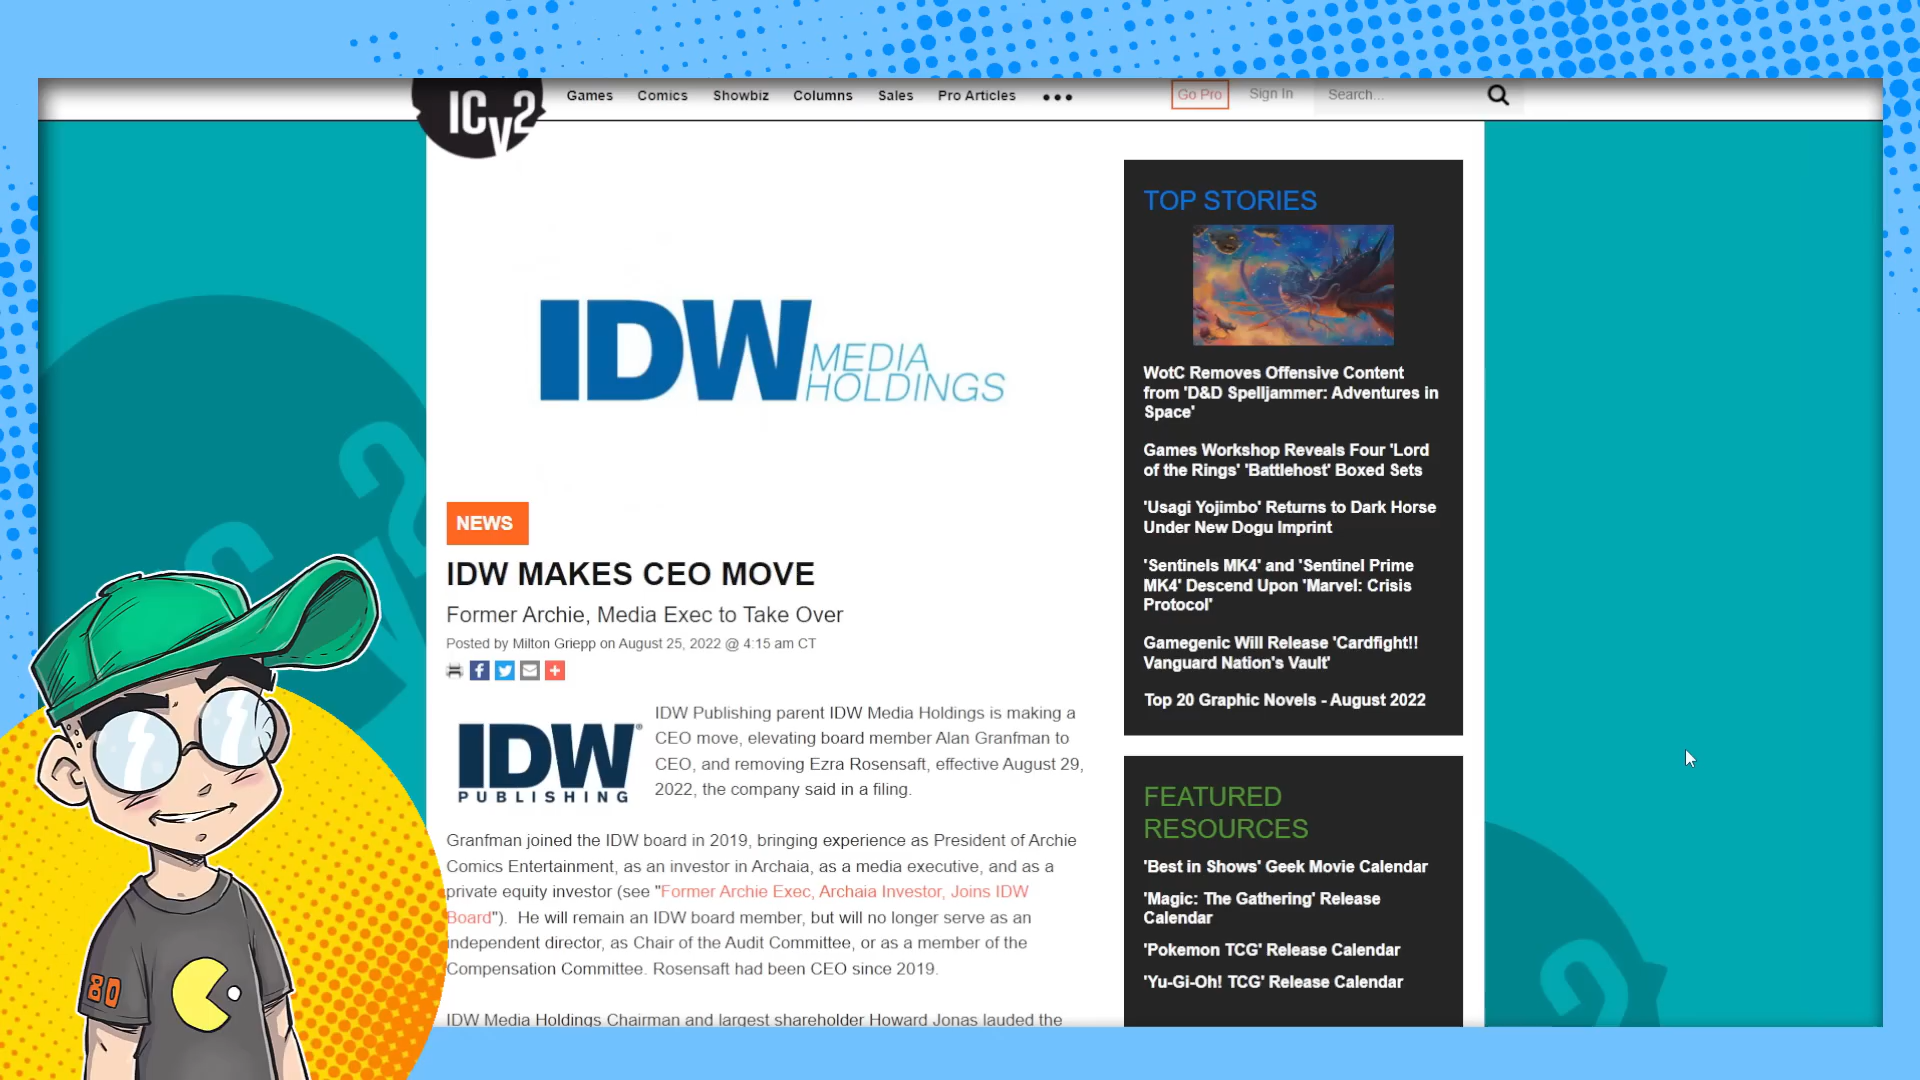 ICv2
Games Comics Showbiz Columns Sales Pro Articles
Go Pro Sign In Search...
IDW MEDIA
HOLDINGS
NEWS
IDW MAKES CEO MOVE
Former Archie, Media Exec to Take Over
Posted by Milton Griepp on August 25, 2022 @ 4:15 am CT
IDW®
PUBLISHING
IDW Publishing parent IDW Media Holdings is making a
CEO move, elevating board member Alan Granfman to
CEO, and removing Ezra Rosensaft, effective August 29,
2022, the company said in a filing.
Granfman joined the IDW board in 2019, bringing experience as President of Archie
Comics Entertainment, as an investor in Archaia, as a media executive, and as a
private equity investor (see "Former Archie Exec, Archaia Investor, Joins IDW
Board").  He will remain an IDW board member, but will no longer serve as an
independent director, as Chair of the Audit Committee, or as a member of the
Compensation Committee. Rosensaft had been CEO since 2019.
IDW Media Holdings Chairman and largest shareholder Howard Jonas lauded the
TOP STORIES
WotC Removes Offensive Content
from 'D&D Spelljammer: Adventures in
Space'
Games Workshop Reveals Four 'Lord
of the Rings' 'Battlehost' Boxed Sets
'Usagi Yojimbo' Returns to Dark Horse
Under New Dogu Imprint
'Sentinels MK4' and 'Sentinel Prime
MK4' Descend Upon 'Marvel: Crisis
Protocol'
Gamegenic Will Release 'Cardfight!!
Vanguard Nation's Vault'
Top 20 Graphic Novels - August 2022
FEATURED
RESOURCES
'Best in Shows' Geek Movie Calendar
'Magic: The Gathering' Release
Calendar
'Pokemon TCG' Release Calendar
'Yu-Gi-Oh! TCG' Release Calendar
80